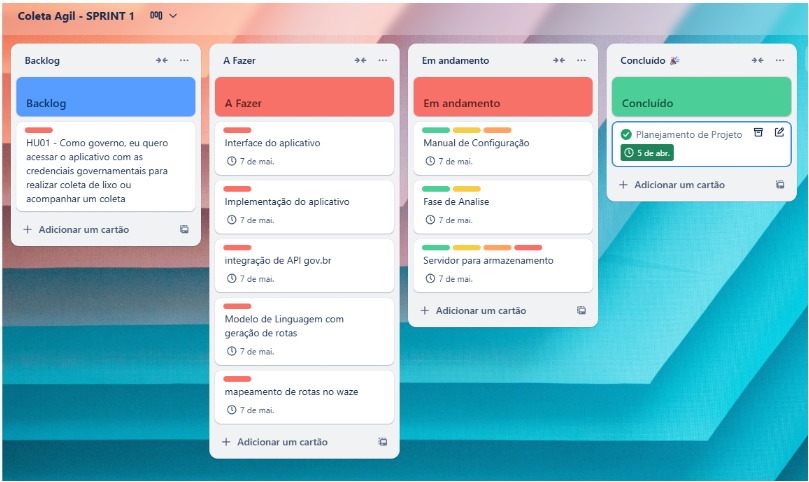 Coleta Agil - SPRINT 1
Backlog
Backlog
HU01 - Como governo, eu quero
acessar o aplicativo com as
credenciais governamentais para
realizar coleta de lixo ou
acompanhar um coleta
Adicionar um cartão
A Fazer
A Fazer
Interface do aplicativo
7 de mai.
Implementação do aplicativo
7 de mai.
integração de API gov.br
7 de mai.
Modelo de Linguagem com
geração de rotas
7 de mai.
mapeamento de rotas no waze
7 de mai.
Adicionar um cartão
Em andamento
Em andamento
Manual de Configuração
7 de mai.
Fase de Analise
7 de mai.
Servidor para armazenamento
7 de mai.
Adicionar um cartão
Concluído 🎉
Concluído
Planejamento de Projeto
5 de abr.
Adicionar um cartão